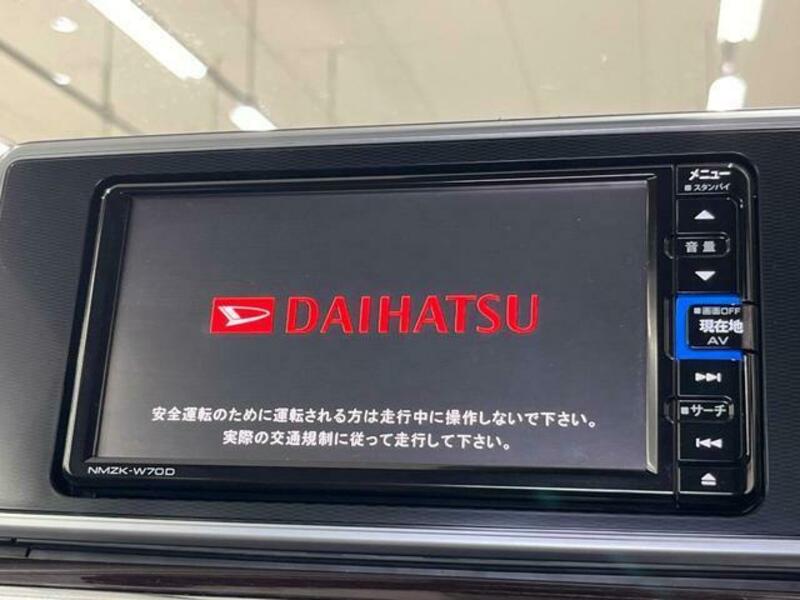 DAIHATSU
安全運転のために運転される方は走行中に操作しないで下さい。
実際の交通規制に従って走行して下さい。
NMZK-W70D
メニュー
スタンバイ
音量
画面OFF
現在地
AV
サーチ